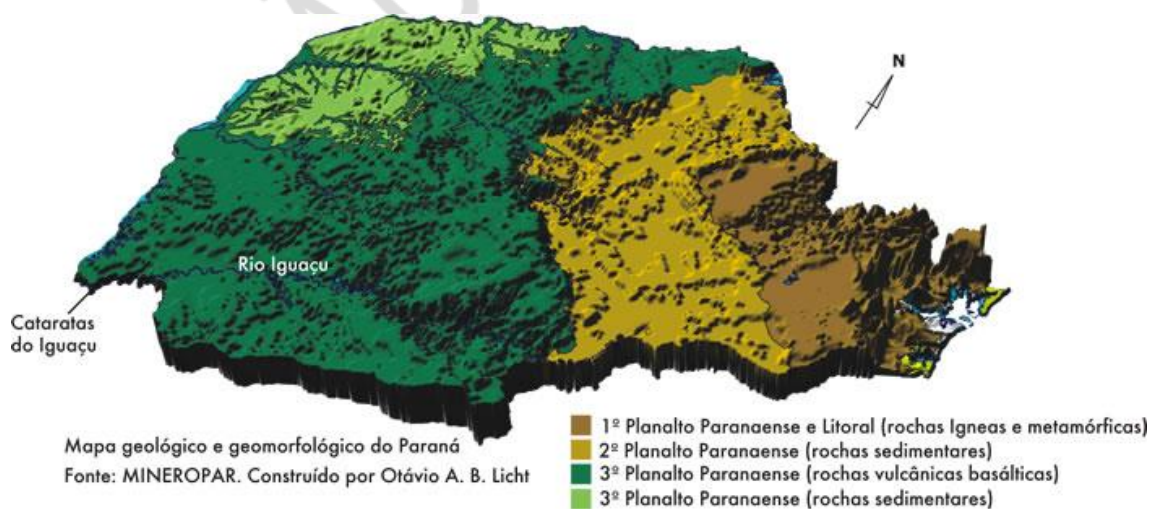 N
Rio Iguaçu
Cataratas
do Iguaçu
Mapa geológico e geomorfológico do Paraná
Fonte: MINEROPAR. Construído por Otávio A. B. Licht
1º Planalto Paranaense e Litoral (rochas Igneas e metamórficas)
2º Planalto Paranaense (rochas sedimentares)
3º Planalto Paranaense (rochas vulcânicas basálticas)
3º Planalto Paranaense (rochas sedimentares)